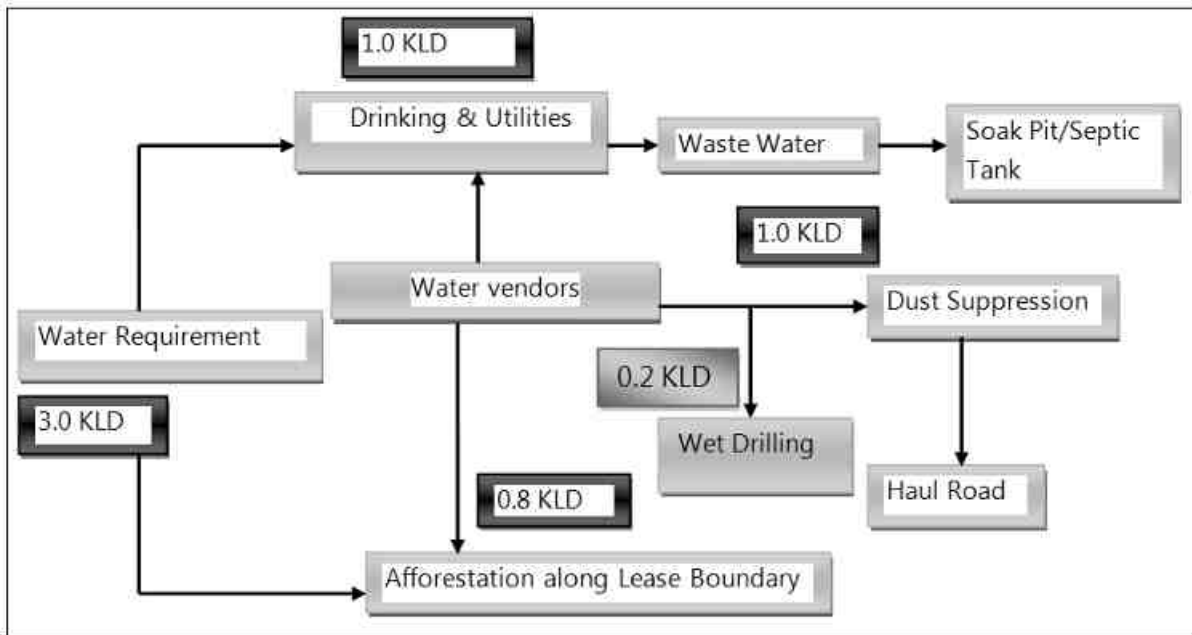 1.0 KLD
Drinking & Utilities
Waste Water
Soak Pit/Septic
Tank
1.0 KLD
Water vendors
Dust Suppression
Water Requirement
0.2 KLD
3.0 KLD
Wet Drilling
0.8 KLD
Haul Road
Afforestation along Lease Boundary